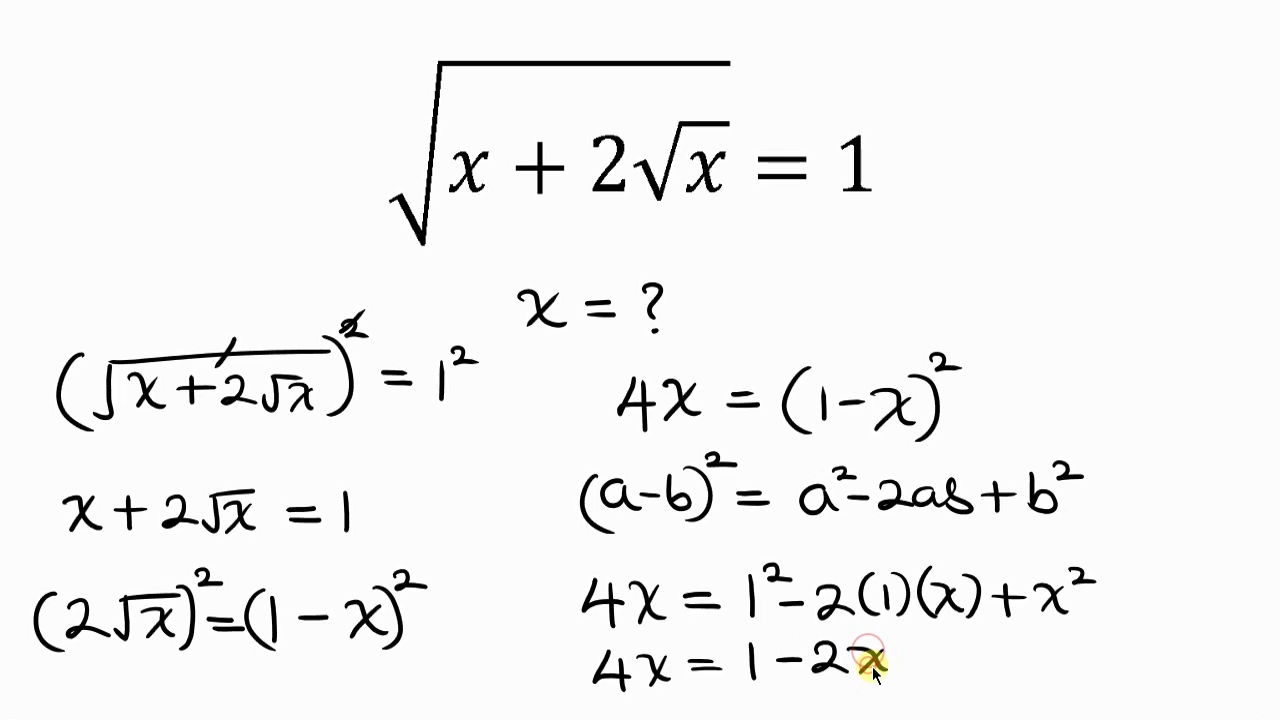 √(x + 2√x) = 1
x = ?
(√(x + 2√x))² = 1²
x + 2√x = 1
(2√x)² = (1 − x)²
4x = (1 − x)²
(a − b)² = a² − 2ab + b²
4x = 1² − 2(1)(x) + x²
4x = 1 − 2x